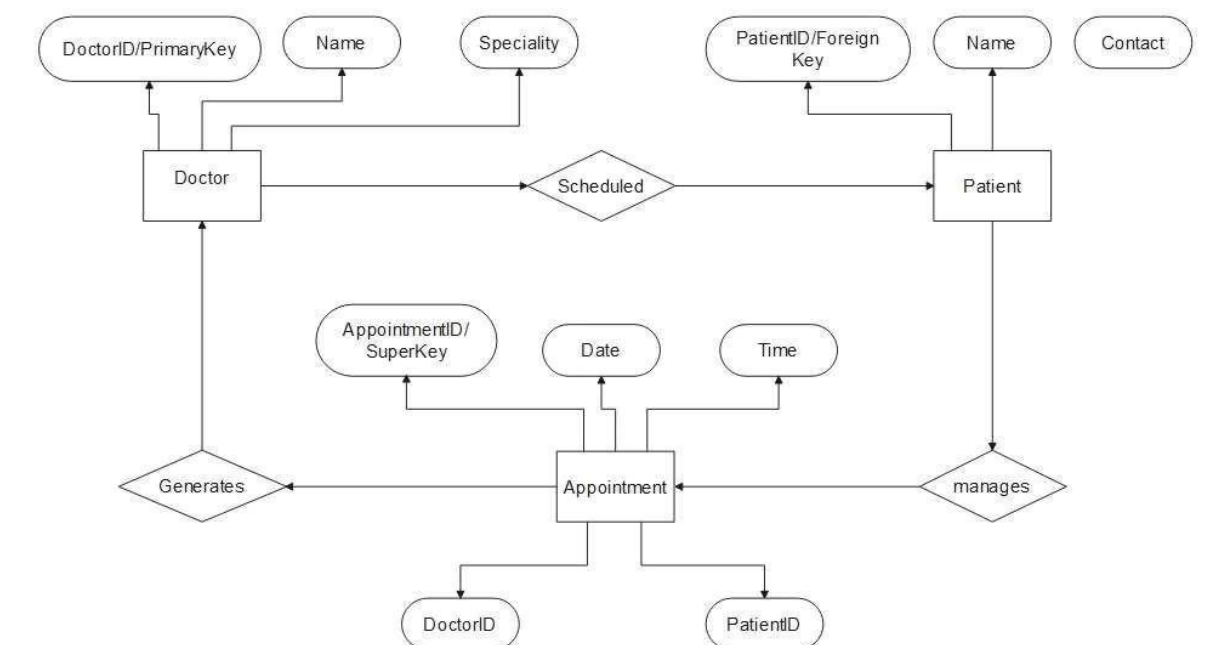 DoctorID/PrimaryKey
Name
Speciality
PatientID/Foreign
Key
Name
Contact
Doctor
Scheduled
Patient
AppointmentID/
SuperKey
Date
Time
Generates
Appointment
manages
DoctorID
PatientID